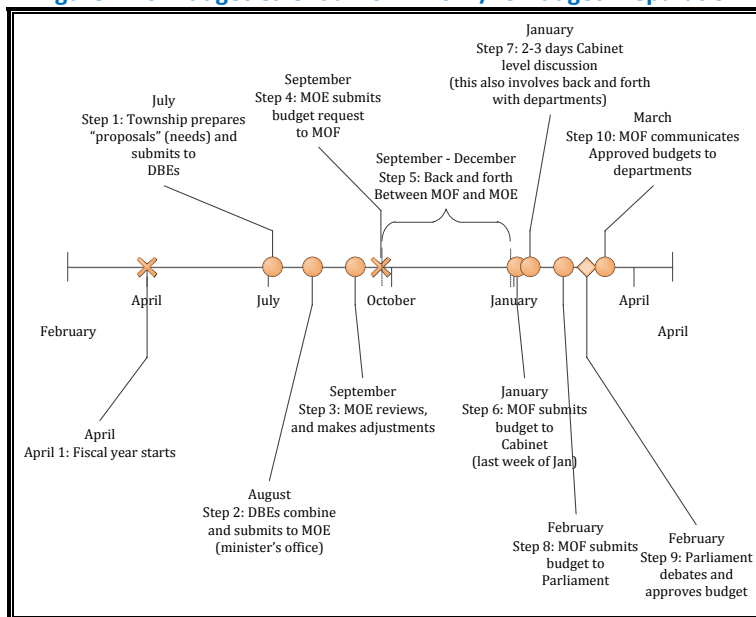 January
Step 7: 2-3 days Cabinet
level discussion
(this also involves back and forth
with departments)
September
Step 4: MOE submits
budget request
to MOF
July
Step 1: Township prepares
“proposals” (needs) and
submits to
DBEs
March
Step 10: MOF communicates
Approved budgets to
departments
September - December
Step 5: Back and forth
Between MOF and MOE
April
July
October
January
April
February
April
April
April 1: Fiscal year starts
September
Step 3: MOE reviews,
and makes adjustments
January
Step 6: MOF submits
budget to
Cabinet
(last week of Jan)
August
Step 2: DBEs combine
and submits to MOE
(minister’s office)
February
Step 8: MOF submits
budget to
Parliament
February
Step 9: Parliament
debates and
approves budget